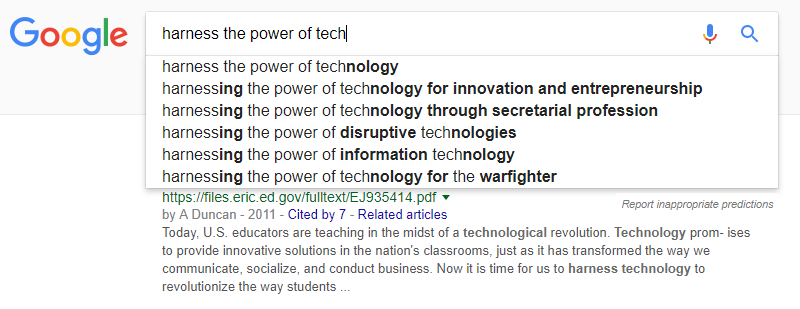 Google
harness the power of tech
harness the power of technology
harnessing the power of technology for innovation and entrepreneurship
harnessing the power of technology through secretarial profession
harnessing the power of disruptive technologies
harnessing the power of information technology
harnessing the power of technology for the warfighter
https://files.eric.ed.gov/fulltext/EJ935414.pdf
Report inappropriate predictions
by A Duncan - 2011 - Cited by 7 - Related articles
Today, U.S. educators are teaching in the midst of a technological revolution. Technology prom- ises
to provide innovative solutions in the nation's classrooms, just as it has transformed the way we
communicate, socialize, and conduct business. Now it is time for us to harness technology to
revolutionize the way students ...